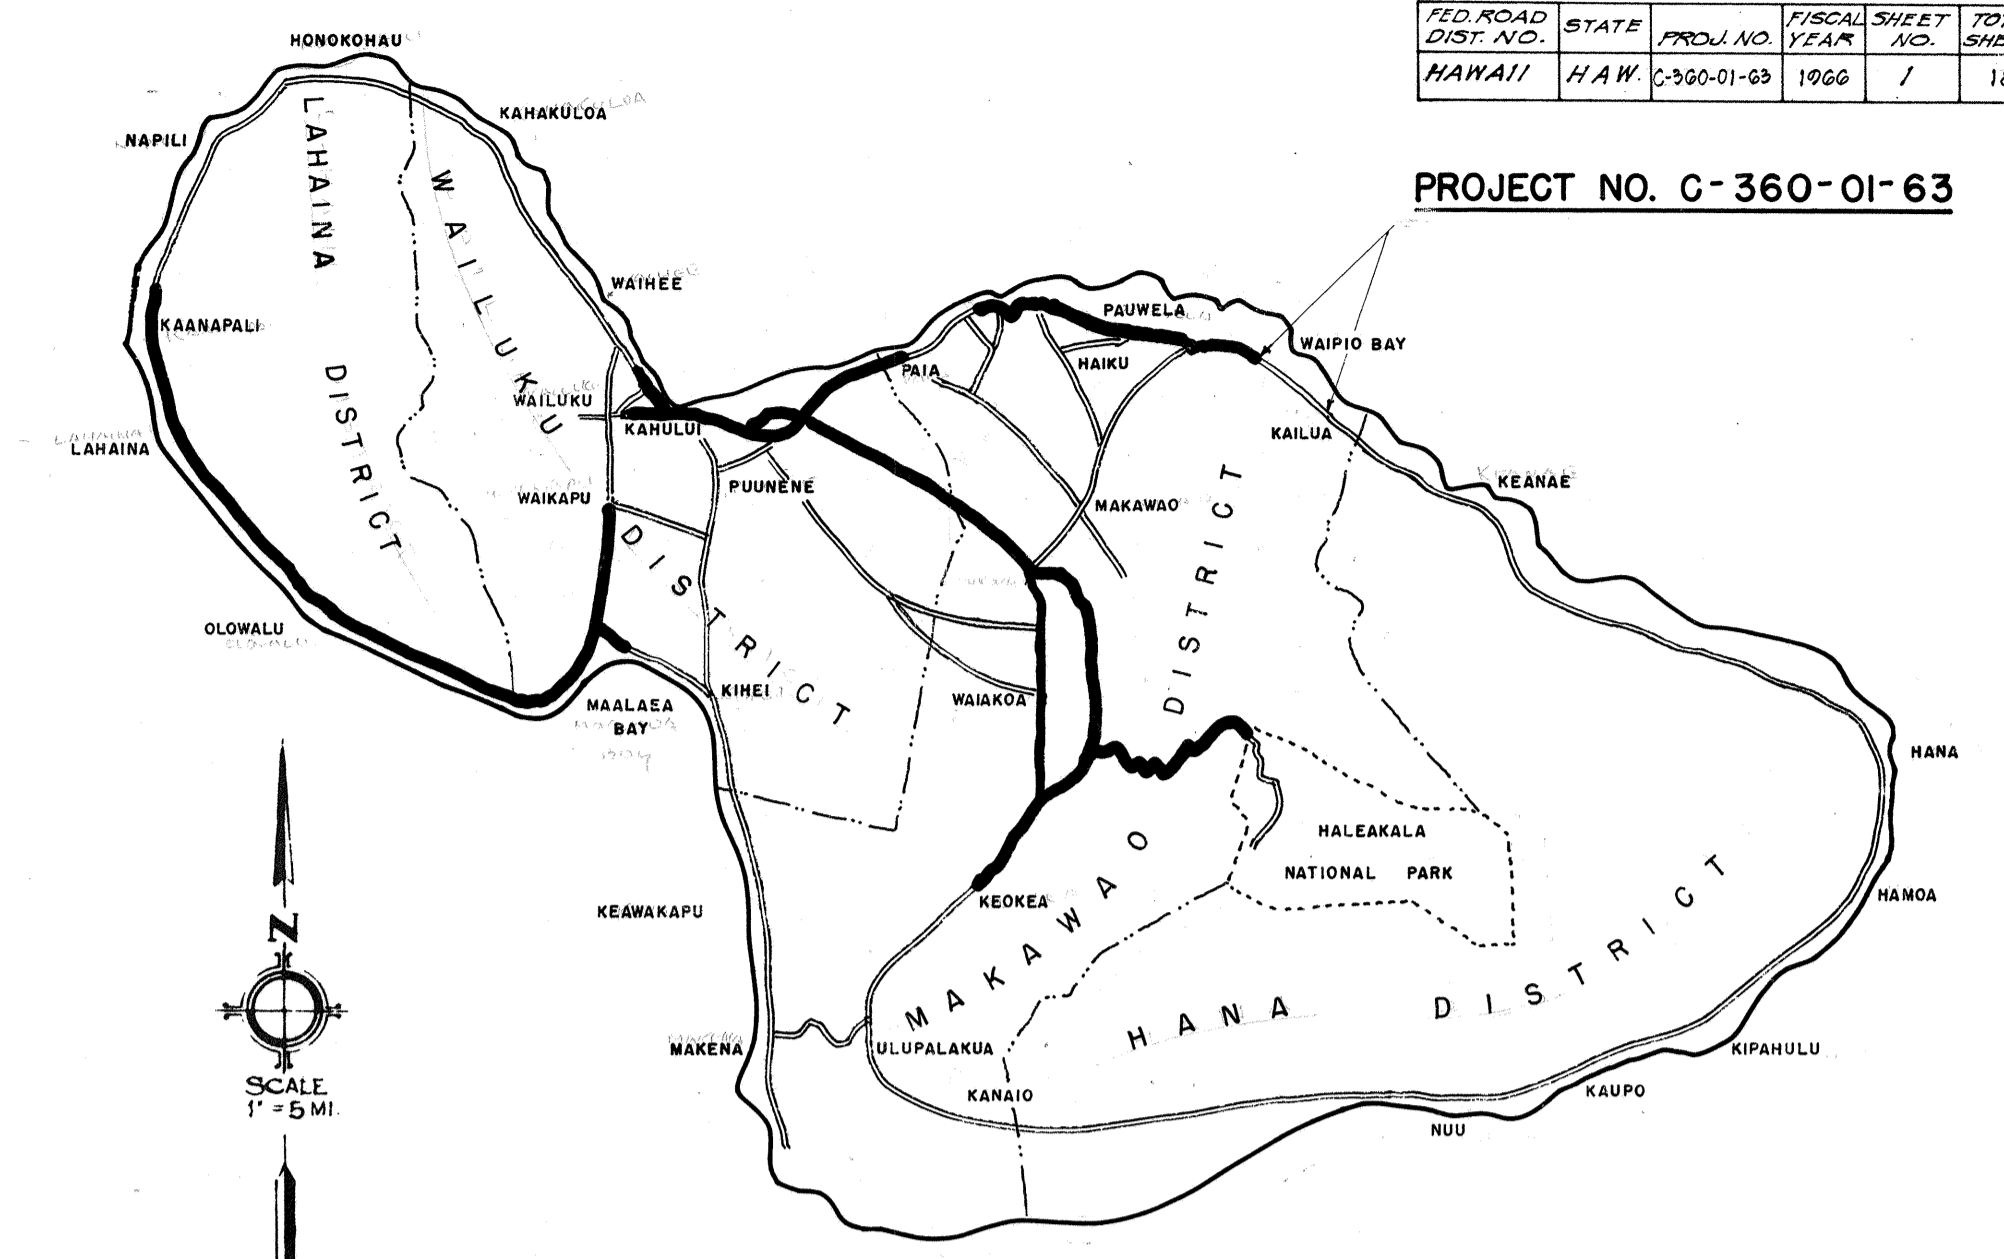 FED. ROAD DIST. NO.
STATE
PROJ. NO.
FISCAL YEAR
SHEET NO.
HAWAII
HAW.
C-360-01-63
1966
1
PROJECT NO. C-360-01-63
HONOKOHAU
KAHAKULOA
NAPILI
LAHAINA
DISTRICT
WAILUKU
DISTRICT
WAIHEE
KAANAPALI
PAUWELA
WAIPIO BAY
HAIKU
PAIA
WAILUKU
KAHULUI
KAILUA
LAHAINA
KEANAE
PUUNENE
WAIKAPU
MAKAWAO
OLOWALU
KIHEI
WAIAKOA
MAALAEA
BAY
HANA
HALEAKALA
NATIONAL PARK
KEAWAKAPU
KEOKEA
HAMOA
MAKAWAO
DISTRICT
HANA DISTRICT
N
SCALE
1" = 5 MI.
MAKENA
ULUPALAKUA
KIPAHULU
KANAIO
KAUPO
NUU